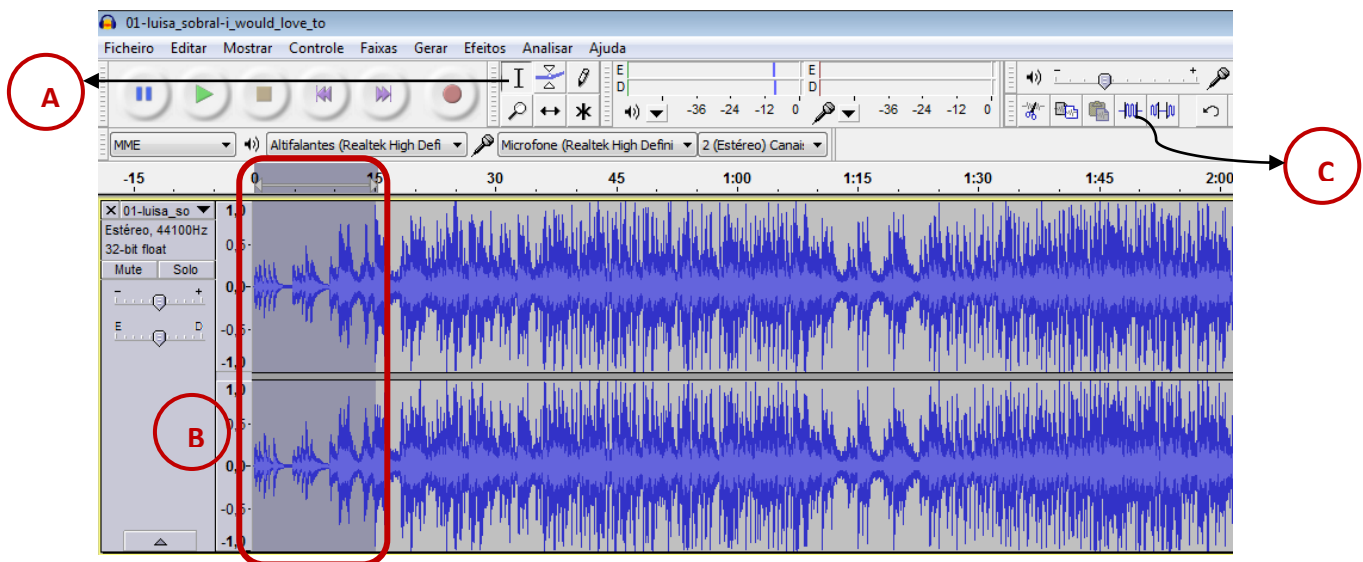 01-luisa_sobral-i_would_love_to
Ficheiro Editar Mostrar Controle Faixas Gerar Efeitos Analisar Ajuda
A
E E
D D
-36 -24 -12 0 -36 -24 -12 0
- +
C
MME Altifalantes (Realtek High Defi Microfone (Realtek High Defini 2 (Estéreo) Canai:
-15 0 15 30 45 1:00 1:15 1:30 1:45 2:00
01-luisa_so
Estéreo, 44100Hz
32-bit float
Mute Solo
- +
E D
1,0
0,5-
0,0-
-0,5-
-1,0
B
1,0
0,5-
0,0-
-0,5-
-1,0